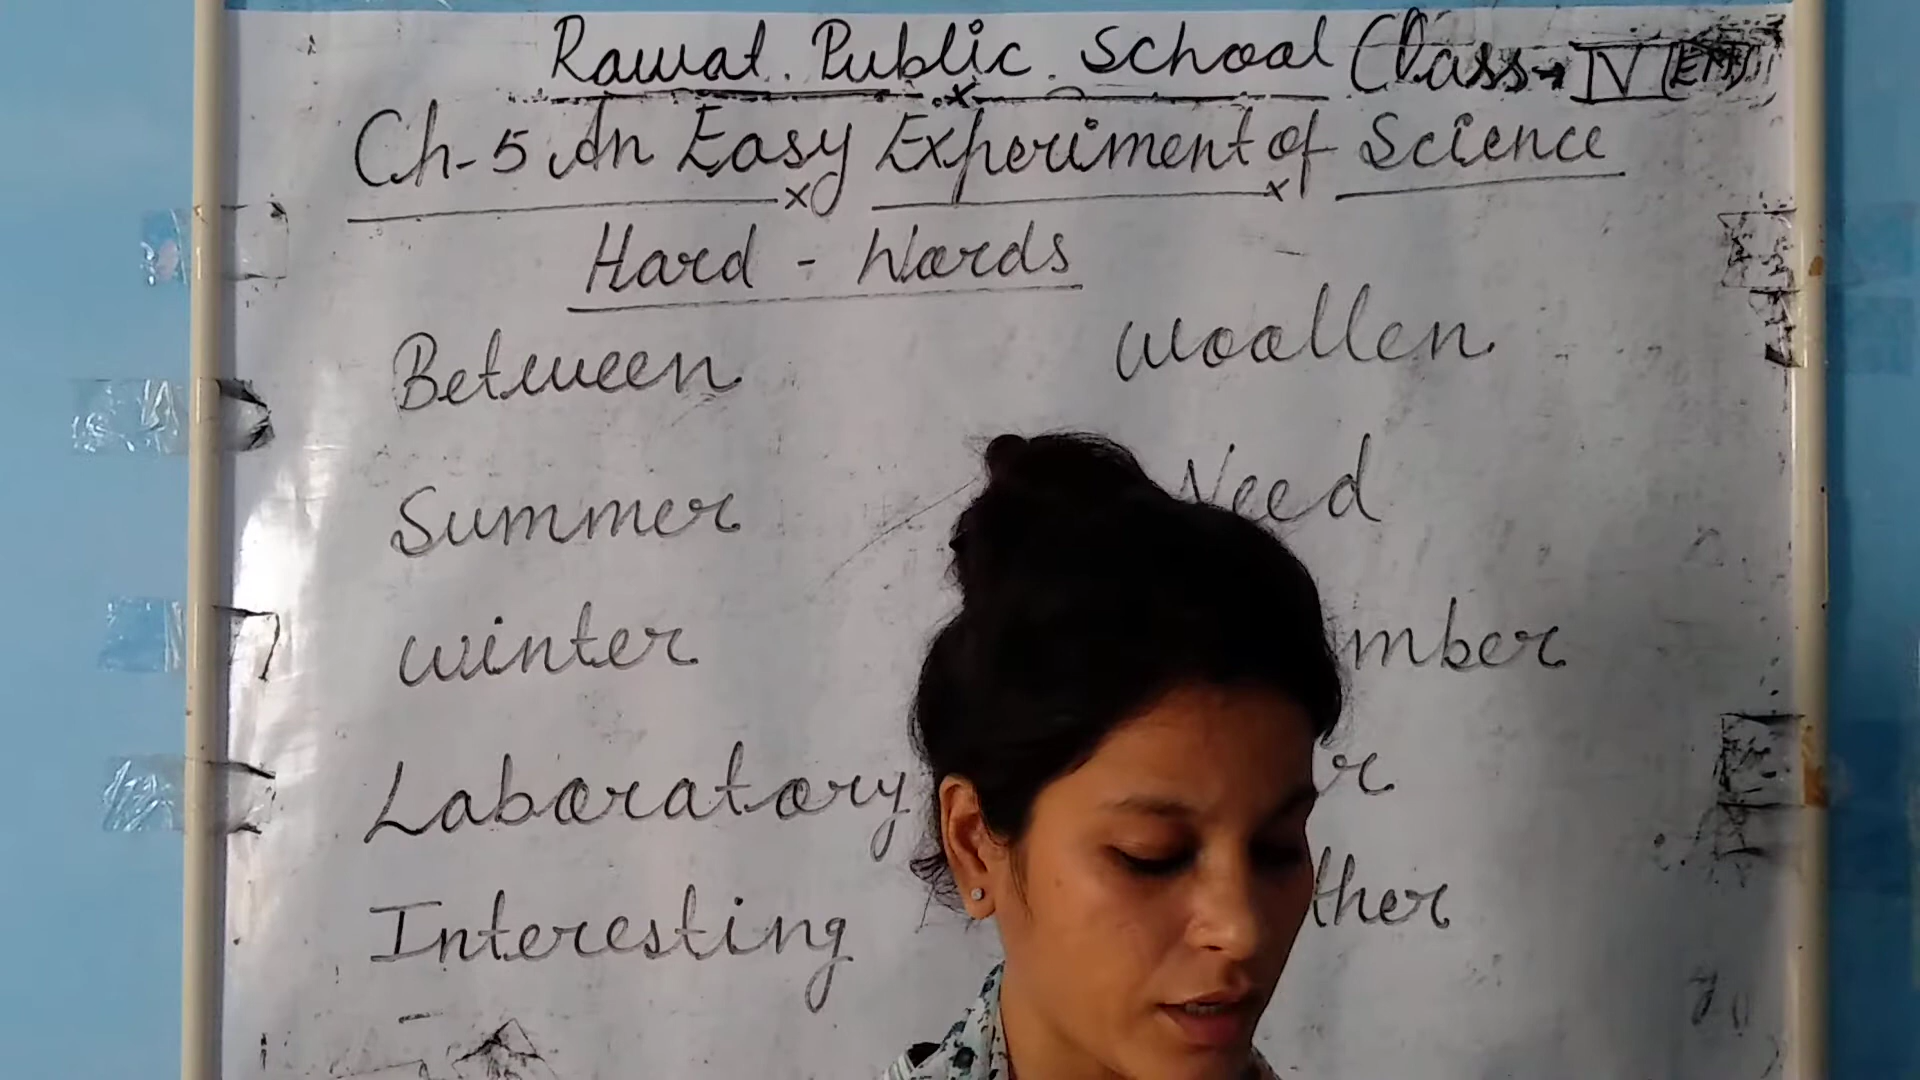 Rawat Public School Class → IV (EM)
Ch-5 An Easy Experiment of Science
Hard - Words
Between
Woollen
Summer
Need
Winter
mber
Laboratory
r
Interesting
ther